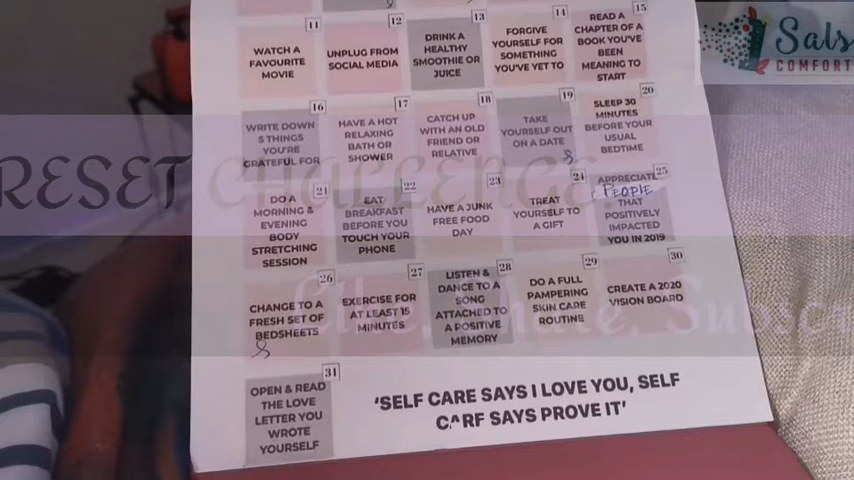 11
WATCH A
FAVOURITE
MOVIE
12
UNPLUG FROM
SOCIAL MEDIA
13
DRINK A
HEALTHY
SMOOTHIE OR
JUICE
14
FORGIVE
YOURSELF FOR
SOMETHING
YOU'VE YET TO
15
READ A
CHAPTER OF A
BOOK YOU'VE
BEEN
MEANING TO
START
16
WRITE DOWN
5 THINGS
YOU'RE
GRATEFUL FOR
17
HAVE A HOT
RELAXING
BATH OR
SHOWER
18
CATCH UP
WITH AN OLD
FRIEND OR
RELATIVE
19
TAKE
YOURSELF OUT
ON A DATE
20
SLEEP 30
MINUTES
BEFORE YOUR
USUAL
BEDTIME
21
DO A
MORNING &
EVENING
BODY
STRETCHING
SESSION
22
EAT
BREAKFAST
BEFORE YOU
TOUCH YOUR
PHONE
23
HAVE A JUNK
FREE FOOD
DAY
24
TREAT
YOURSELF TO
A GIFT
25
APPRECIATE
PEOPLE
THAT
POSITIVELY
IMPACTED
YOU IN 2019
26
CHANGE TO A
FRESH SET OF
BEDSHEETS
27
EXERCISE FOR
AT LEAST 15
MINUTES
28
LISTEN &
DANCE TO A
SONG
ATTACHED TO
A POSITIVE
MEMORY
29
DO A FULL
PAMPERING
SKIN CARE
ROUTINE
30
CREATE A 2020
VISION BOARD
31
OPEN & READ
THE LOVE
LETTER YOU
WROTE
YOURSELF
'SELF CARE SAYS I LOVE YOU, SELF
CARE SAYS PROVE IT'
RESET CHALLENGE
Sals
COMFORT